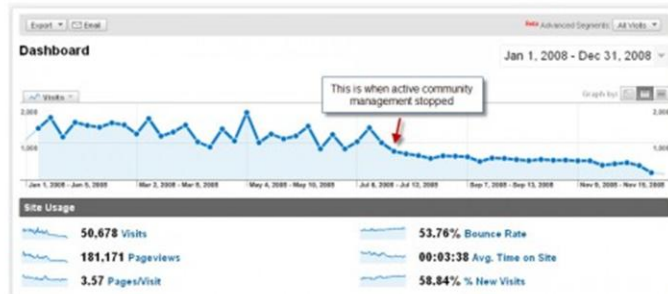 Export Email
Beta Advanced Segments: All Visits
Dashboard
Jan 1, 2008 - Dec 31, 2008
This is when active community
management stopped
Visits
Graph by:
2,000 2,000
1,000 1,000
Jan 1, 2008 - Jan 5, 2008 Mar 2, 2008 - Mar 8, 2008 May 4, 2008 - May 10, 2008 Jul 6, 2008 - Jul 12, 2008 Sep 7, 2008 - Sep 13, 2008 Nov 9, 2008 - Nov 15, 2008
Site Usage
50,678 Visits 53.76% Bounce Rate
181,171 Pageviews 00:03:38 Avg. Time on Site
3.57 Pages/Visit 58.84% % New Visits